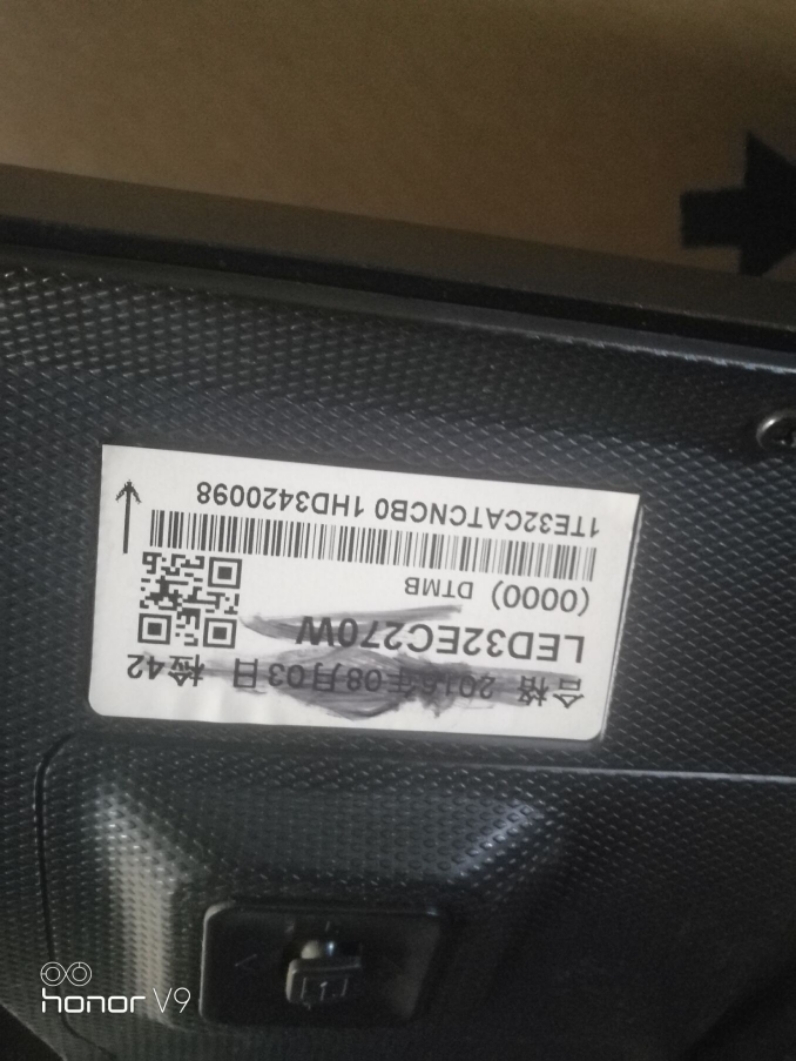 合格 2016年08月03日 检42
LED32EC270W
(0000) DTMB
1TE32CATCNCB0 1HD3420098
honor V9